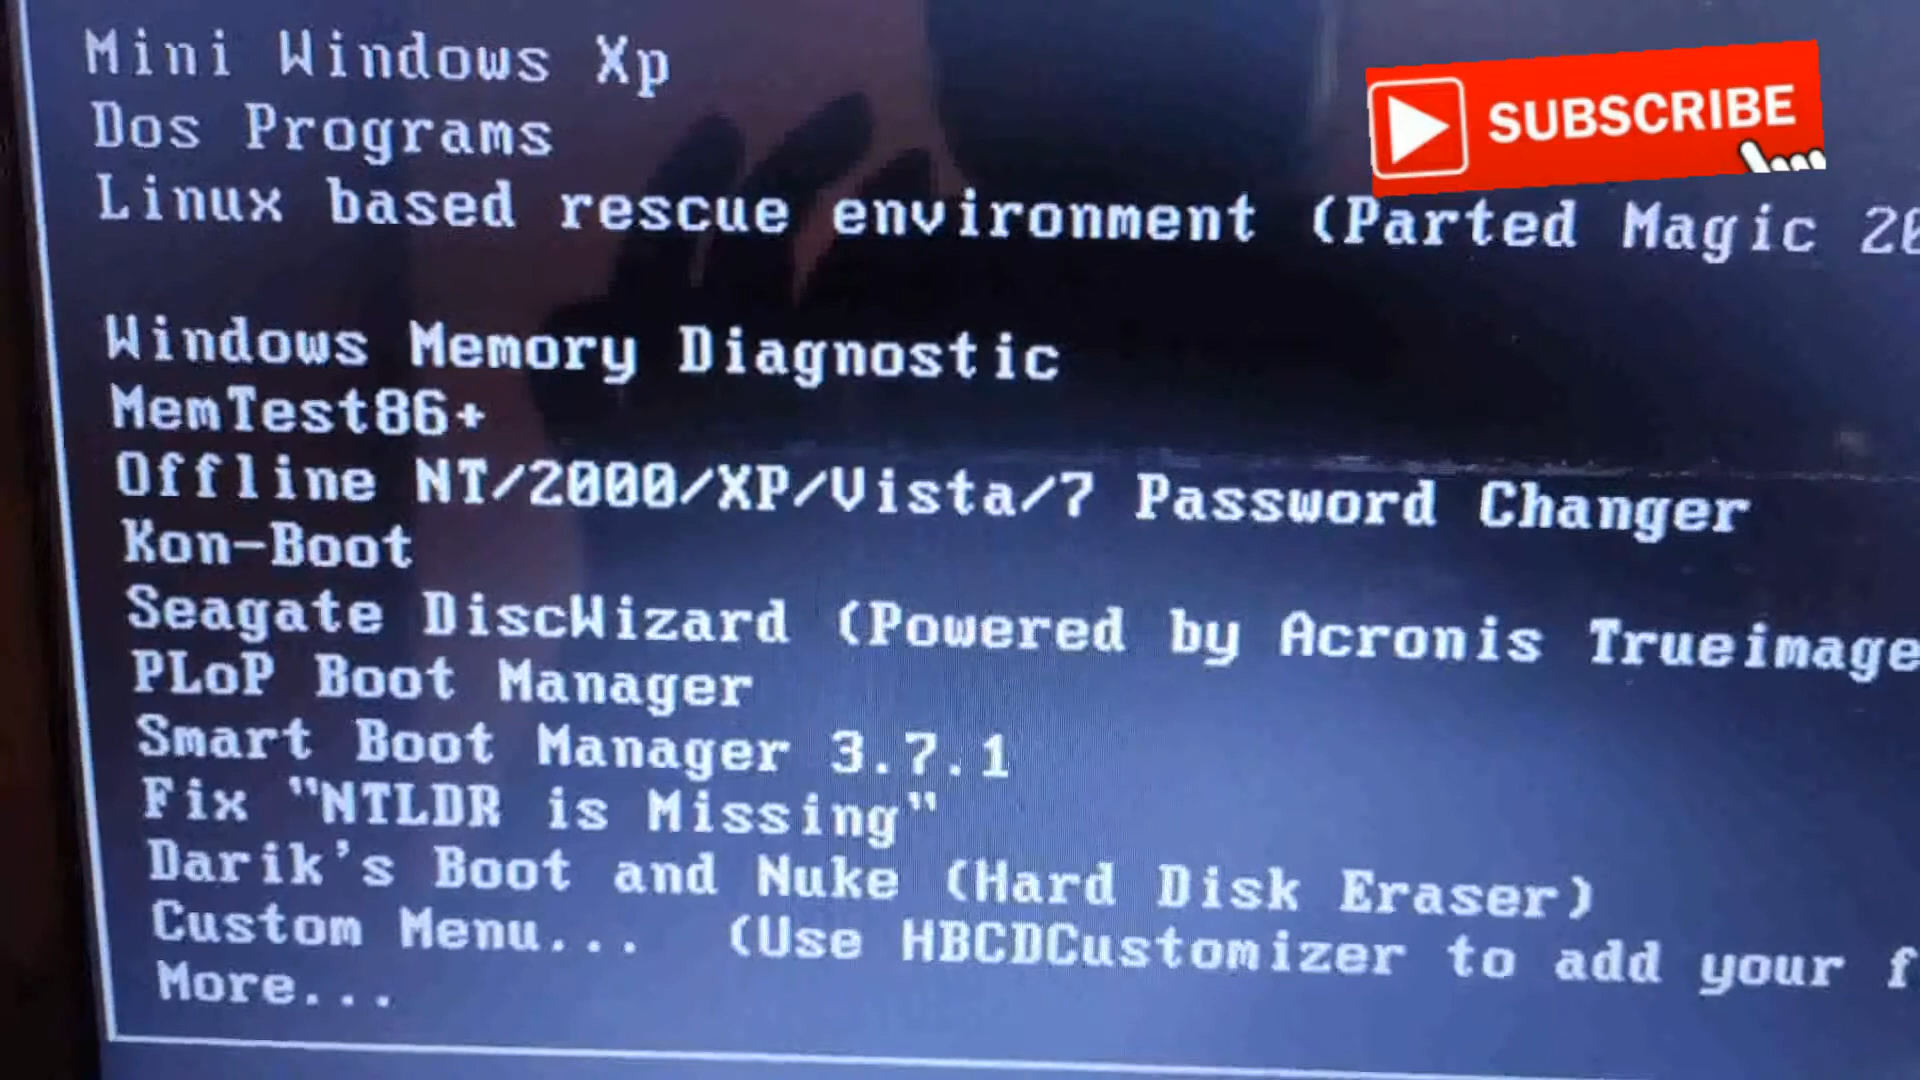 Mini Windows Xp
SUBSCRIBE
Dos Programs
Linux based rescue environment (Parted Magic 20
Windows Memory Diagnostic
MemTest86+
Offline NT/2000/XP/Vista/7 Password Changer
Kon-Boot
Seagate DiscWizard (Powered by Acronis Trueimage
PLoP Boot Manager
Smart Boot Manager 3.7.1
Fix "NTLDR is Missing"
Darik's Boot and Nuke (Hard Disk Eraser)
Custom Menu... (Use HBCDCustomizer to add your f
More...